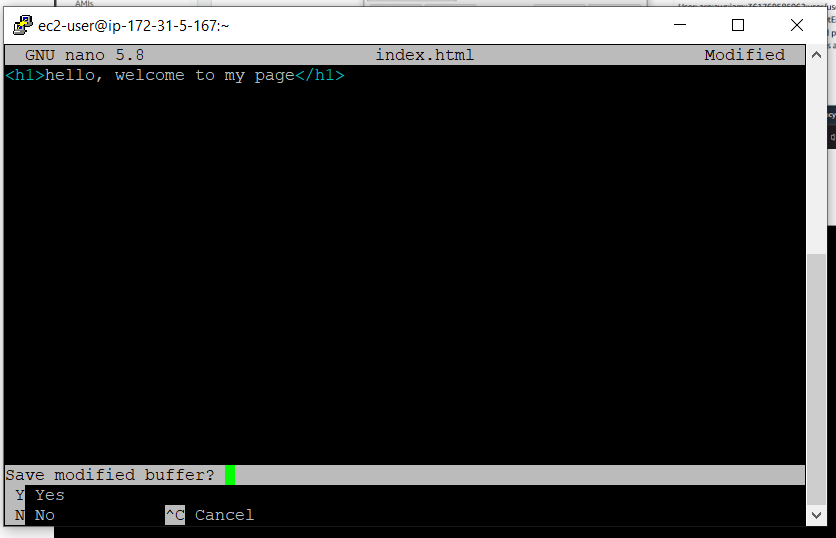 AMIs
ec2-user@ip-172-31-5-167:~
GNU nano 5.8 index.html Modified
<h1>hello, welcome to my page</h1>
Save modified buffer?
Y Yes
N No ^C Cancel